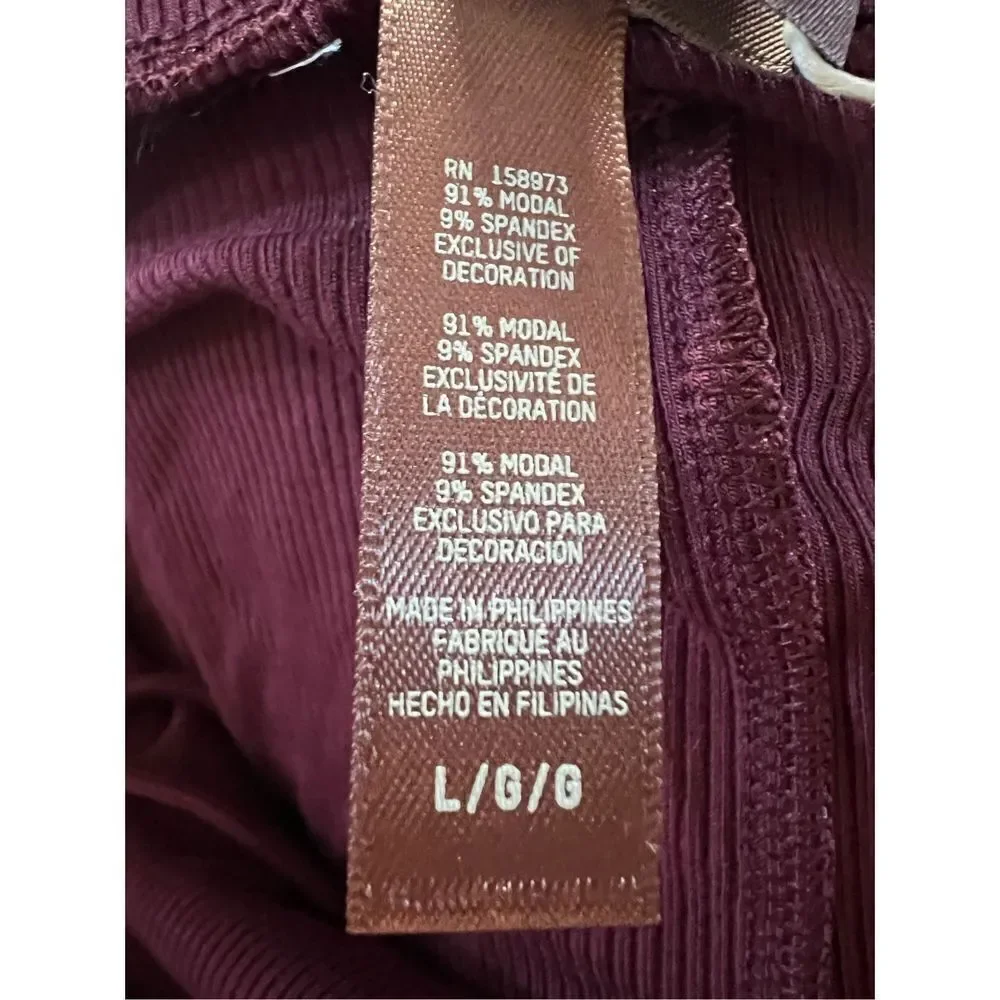 RN 158973
91% MODAL
9% SPANDEX
EXCLUSIVE OF
DECORATION
91% MODAL
9% SPANDEX
EXCLUSIVITÉ DE
LA DÉCORATION
91% MODAL
9% SPANDEX
EXCLUSIVO PARA
DECORACIÓN
MADE IN PHILIPPINES
FABRIQUÉ AU
PHILIPPINES
HECHO EN FILIPINAS
L/G/G